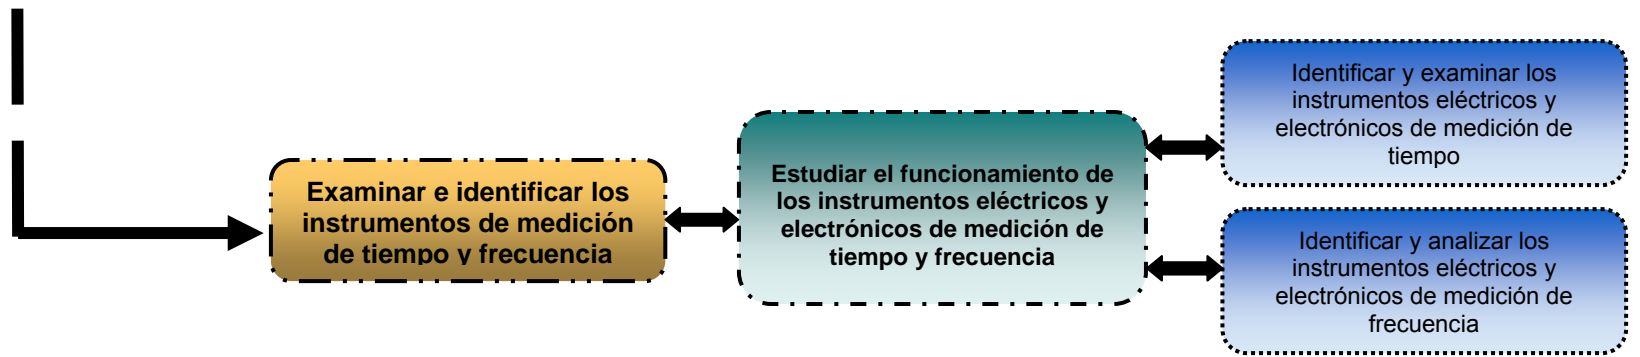 Examinar e identificar los
instrumentos de medición
de tiempo y frecuencia
Estudiar el funcionamiento de
los instrumentos eléctricos y
electrónicos de medición de
tiempo y frecuencia
Identificar y examinar los
instrumentos eléctricos y
electrónicos de medición de
tiempo
Identificar y analizar los
instrumentos eléctricos y
electrónicos de medición de
frecuencia